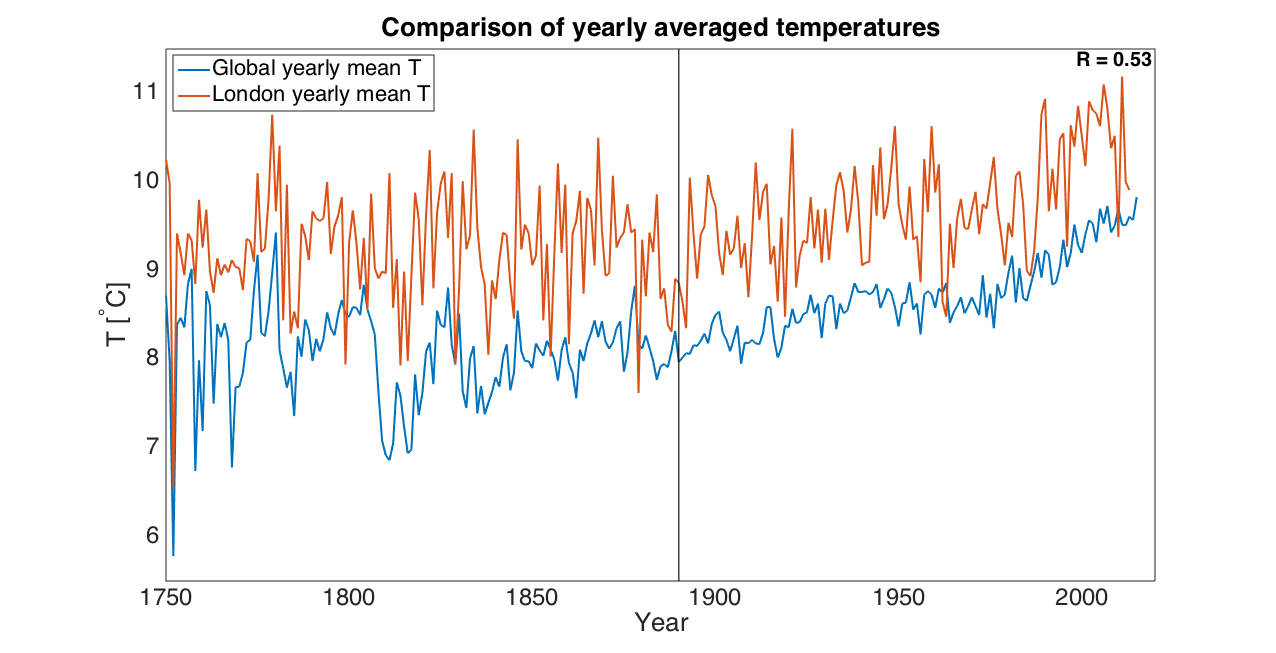 Comparison of yearly averaged temperatures
Global yearly mean T
London yearly mean T
R = 0.53
11
10
9
8
7
6
T [°C]
1750 1800 1850 1900 1950 2000
Year